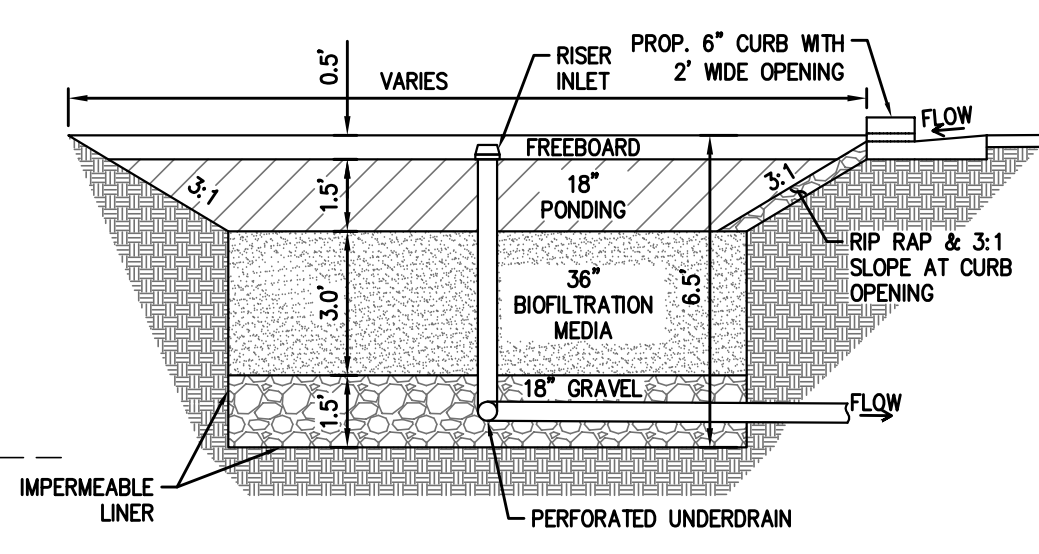 0.5'
VARIES
RISER
INLET
PROP. 6" CURB WITH
2' WIDE OPENING
FLOW
FREEBOARD
3:1
1.5'
18"
PONDING
3:1
RIP RAP & 3:1
SLOPE AT CURB
OPENING
3.0'
36"
BIOFILTRATION
MEDIA
6.5'
1.5'
18" GRAVEL
FLOW
IMPERMEABLE
LINER
PERFORATED UNDERDRAIN